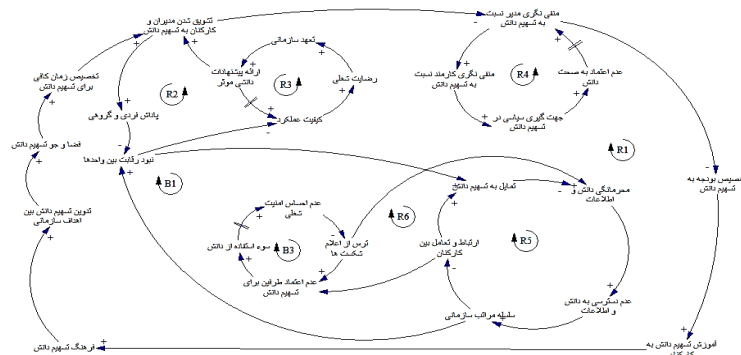 تشویق شدن مدیران و
کارکنان به تسهیم دانش
منفی نگری مدیر نسبت
به تسهیم دانش
تعهد سازمانی
ارائه پیشنهادات
دانشی موثر
رضایت شغلی
کیفیت عملکرد
R3
R2
منفی نگری کارمند نسبت
به تسهیم دانش
R4
عدم اعتماد به صحت
دانش
جهت گیری سیاسی در
تسهیم دانش
تخصیص زمان کافی
برای تسهیم دانش
پاداش فردی و گروهی
فضا و جو تسهیم دانش
نبود رقابت بین واحدها
R1
تخصیص بودجه به
تسهیم دانش
B1
تمایل به تسهیم دانش
محرمانگی دانش و
اطلاعات
تدوین تسهیم دانش بین
اهداف سازمانی
عدم احساس امنیت
شغلی
ترس از اعلام
شکست ها
سوء استفاده از دانش
B3
عدم اعتماد طرفین برای
تسهیم دانش
R6
ارتباط و تعامل بین
کارکنان
R5
عدم دسترسی به دانش
و اطلاعات
سلسله مراتب سازمانی
فرهنگ تسهیم دانش
آموزش تسهیم دانش به